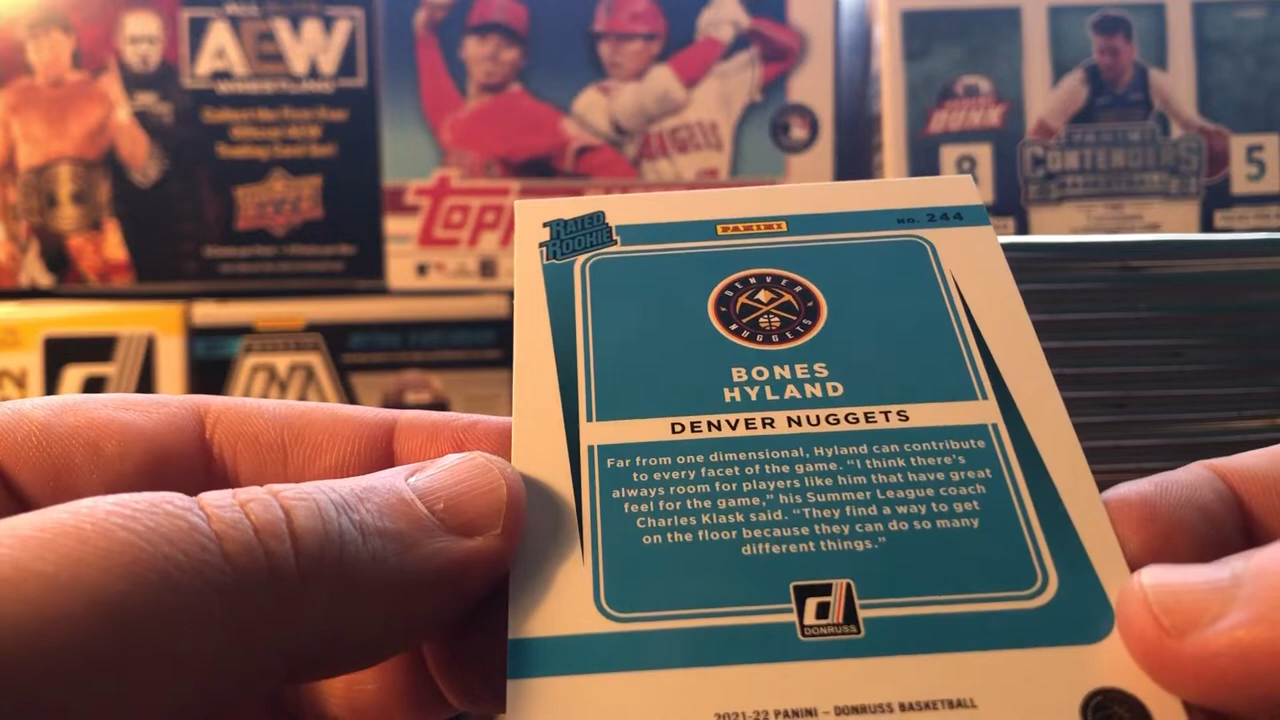 AEW
TOPP
ANGELS
PANINI
CONTENDERS
5
RATED
ROOKIE
PANINI
NO. 244
DENVER
NUGGETS
BONES
HYLAND
DENVER NUGGETS
Far from one dimensional, Hyland can contribute
to every facet of the game. “I think there’s
always room for players like him that have great
feel for the game,” his Summer League coach
Charles Klask said. “They find a way to get
on the floor because they can do so many
different things.”
DONRUSS
2021-22 PANINI – DONRUSS BASKETBALL